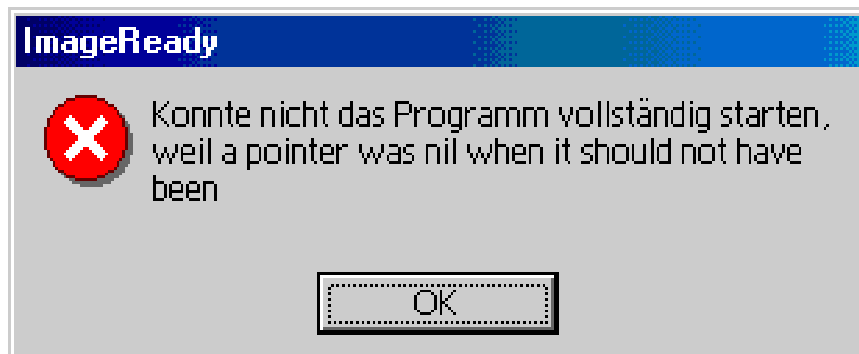 ImageReady
Konnte nicht das Programm vollständig starten,
weil a pointer was nil when it should not have
been
OK